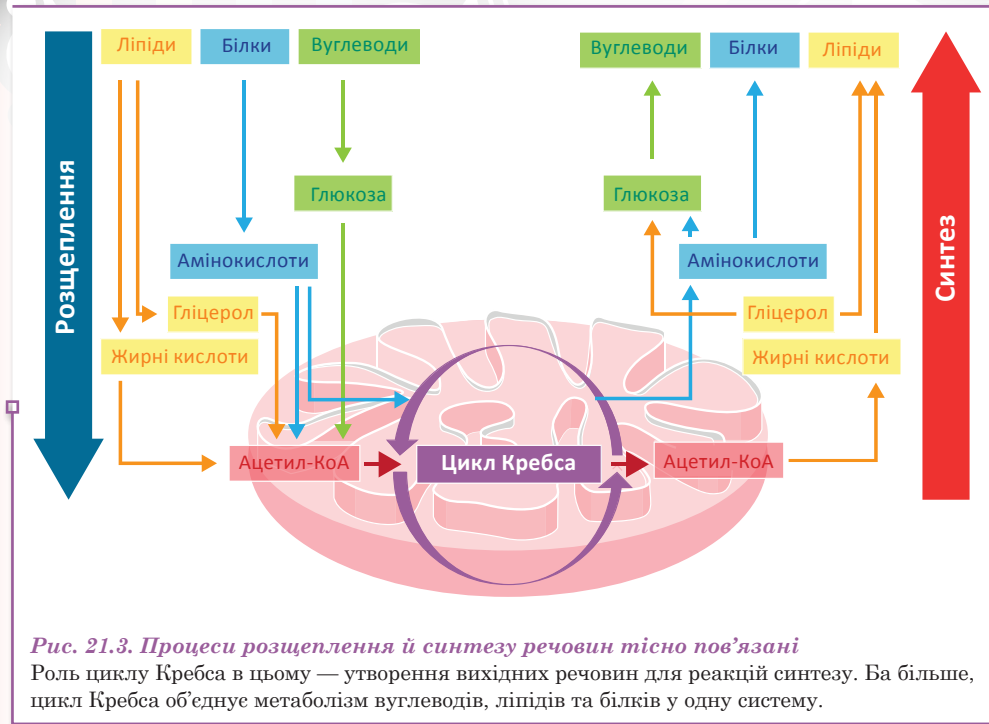 Ліпіди
Білки
Вуглеводи
Вуглеводи
Білки
Ліпіди
Розщеплення
Синтез
Глюкоза
Глюкоза
Амінокислоти
Амінокислоти
Гліцерол
Гліцерол
Жирні кислоти
Жирні кислоти
Ацетил-КоА
Цикл Кребса
Ацетил-КоА
Рис. 21.3. Процеси розщеплення й синтезу речовин тісно пов’язані
Роль циклу Кребса в цьому — утворення вихідних речовин для реакцій синтезу. Ба більше,
цикл Кребса об’єднує метаболізм вуглеводів, ліпідів та білків у одну систему.